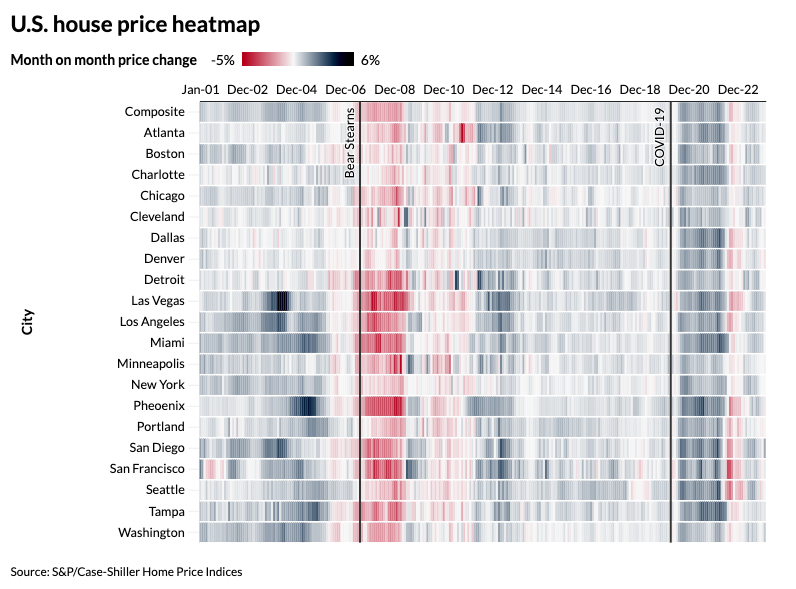 U.S. house price heatmap
Month on month price change -5% 6%
Jan-01 Dec-02 Dec-04 Dec-06 Dec-08 Dec-10 Dec-12 Dec-14 Dec-16 Dec-18 Dec-20 Dec-22
Composite
Atlanta
Boston
Charlotte
Chicago
Cleveland
Dallas
Denver
Detroit
Las Vegas
Los Angeles
Miami
Minneapolis
New York
Pheoenix
Portland
San Diego
San Francisco
Seattle
Tampa
Washington
City
Bear Stearns
COVID-19
Source: S&P/Case-Shiller Home Price Indices